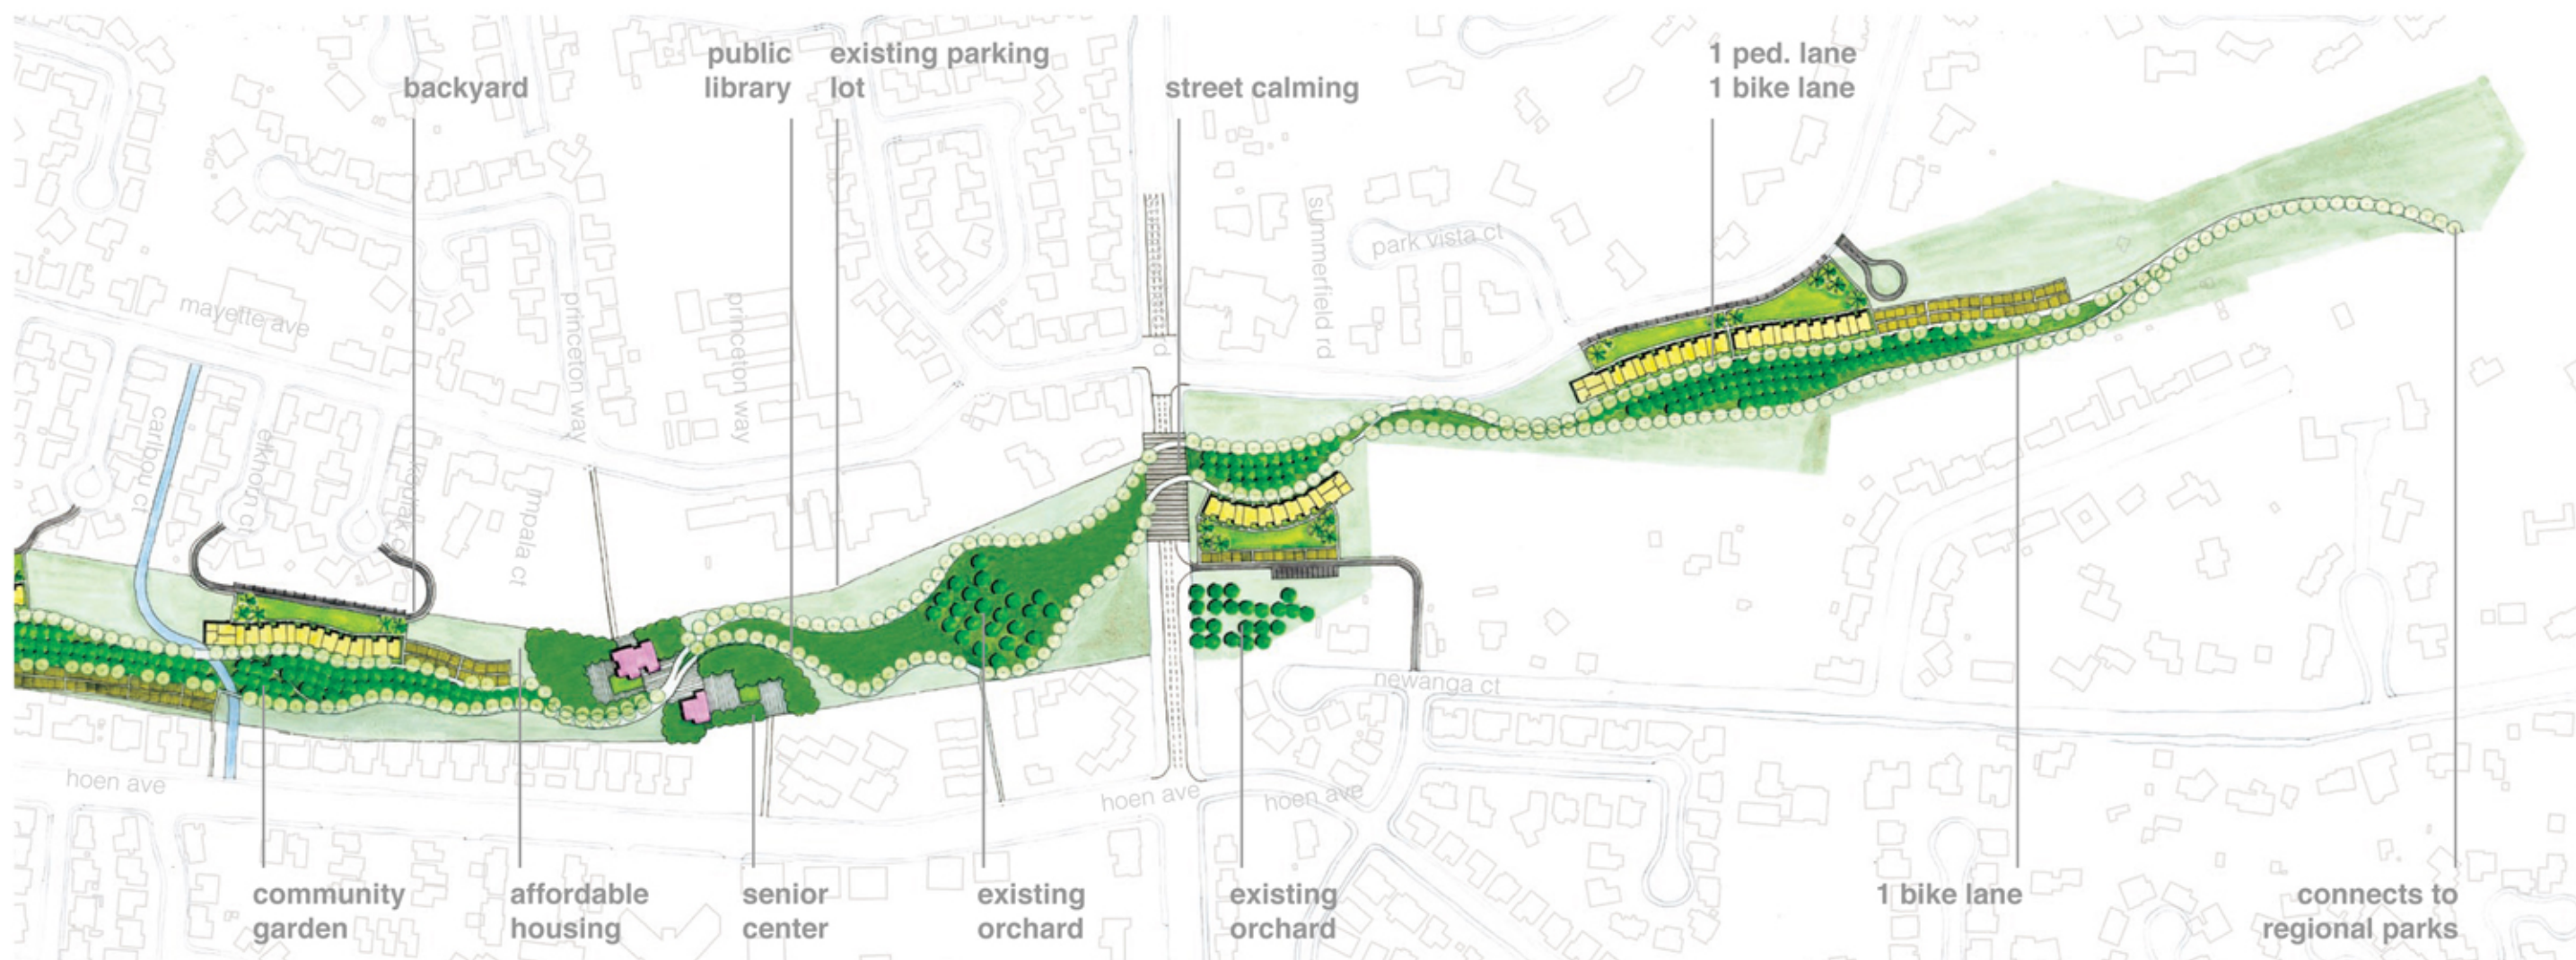 public
library
existing parking
lot
backyard
street calming
1 ped. lane
1 bike lane
summerfield rd
park vista ct
mayette ave
princeton way
princeton way
caribou ct
elkhorn ct
kodiak ct
impala ct
newanga ct
hoen ave
hoen ave
hoen ave
community
garden
affordable
housing
senior
center
existing
orchard
existing
orchard
1 bike lane
connects to
regional parks